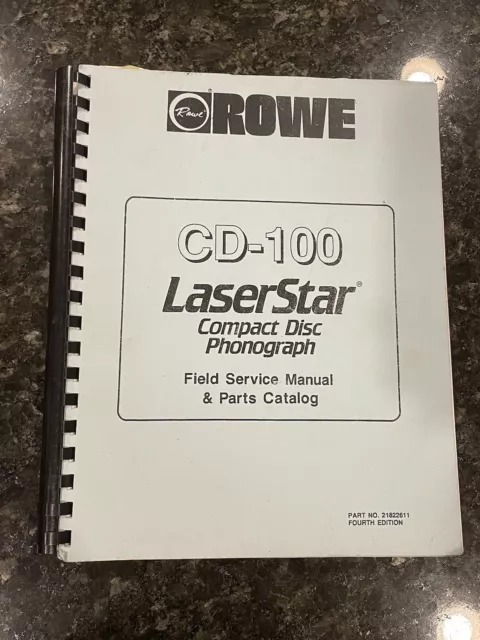 Rowe ROWE
CD-100
LaserStar®
Compact Disc
Phonograph
Field Service Manual
& Parts Catalog
PART NO. 21822611
FOURTH EDITION